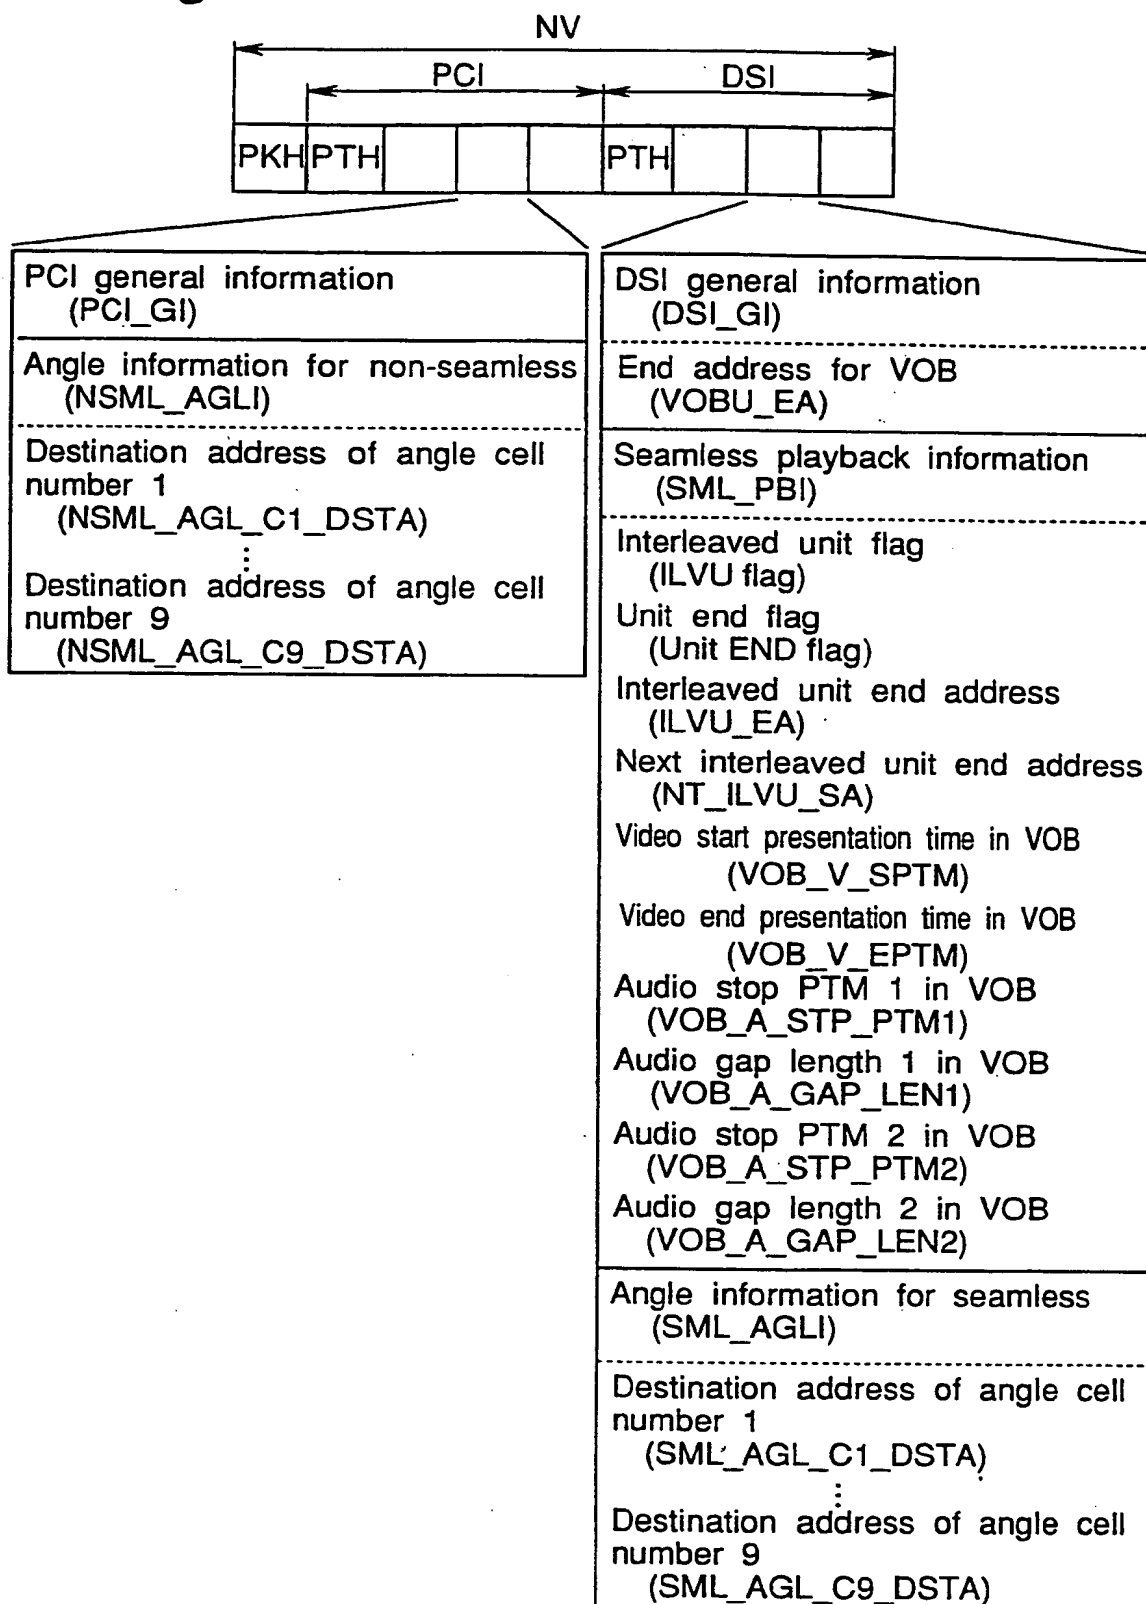 NV
PCI DSI
PKH PTH PTH
PCI general information
(PCI_GI)
Angle information for non-seamless
(NSML_AGLI)
Destination address of angle cell
number 1
(NSML_AGL_C1_DSTA)
⋮
Destination address of angle cell
number 9
(NSML_AGL_C9_DSTA)
DSI general information
(DSI_GI)
End address for VOB
(VOBU_EA)
Seamless playback information
(SML_PBI)
Interleaved unit flag
(ILVU flag)
Unit end flag
(Unit END flag)
Interleaved unit end address
(ILVU_EA)
Next interleaved unit end address
(NT_ILVU_SA)
Video start presentation time in VOB
(VOB_V_SPTM)
Video end presentation time in VOB
(VOB_V_EPTM)
Audio stop PTM 1 in VOB
(VOB_A_STP_PTM1)
Audio gap length 1 in VOB
(VOB_A_GAP_LEN1)
Audio stop PTM 2 in VOB
(VOB_A_STP_PTM2)
Audio gap length 2 in VOB
(VOB_A_GAP_LEN2)
Angle information for seamless
(SML_AGLI)
Destination address of angle cell
number 1
(SML_AGL_C1_DSTA)
⋮
Destination address of angle cell
number 9
(SML_AGL_C9_DSTA)